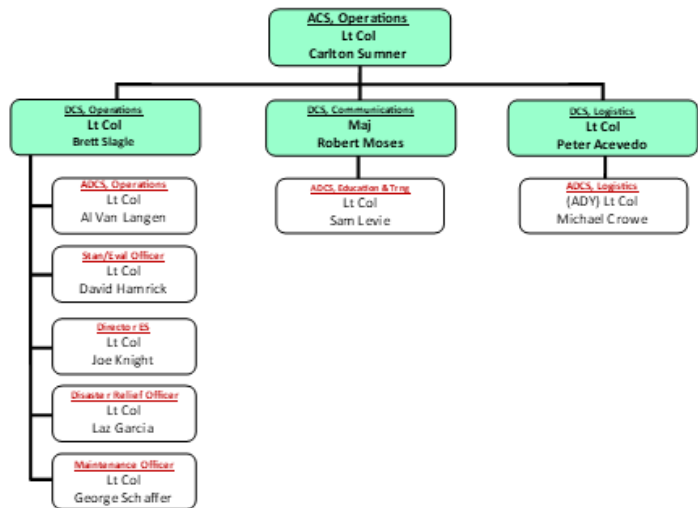 ACS, Operations
Lt Col
Carlton Sumner
DCS, Operations
Lt Col
Brett Slagle
DCS, Communications
Maj
Robert Moses
DCS, Logistics
Lt Col
Peter Acevedo
ADCS, Operations
Lt Col
Al Van Langen
ADCS, Education & Trng
Lt Col
Sam Levie
ADCS, Logistics
(ADY) Lt Col
Michael Crowe
Stan/Eval Officer
Lt Col
David Hamrick
Director ES
Lt Col
Joe Knight
Disaster Relief Officer
Lt Col
Laz Garcia
Maintenance Officer
Lt Col
George Schaffer